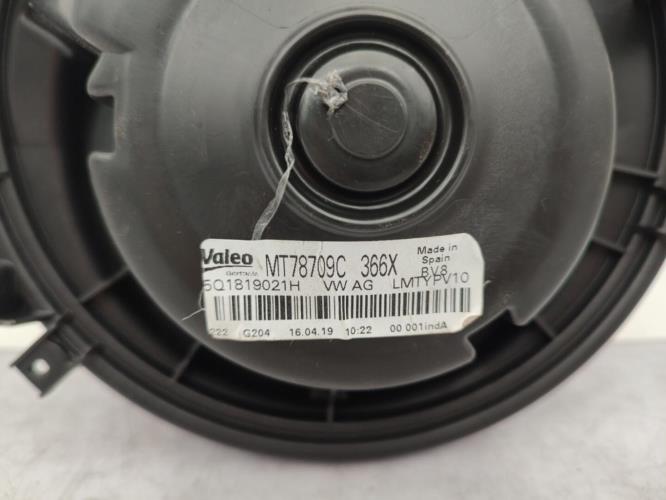 Valeo MT78709C 366X Made in
Spain
5Q1819021H VW AG LMTYPV10 BV8
222 G204 16.04.19 10:22 00 001indA